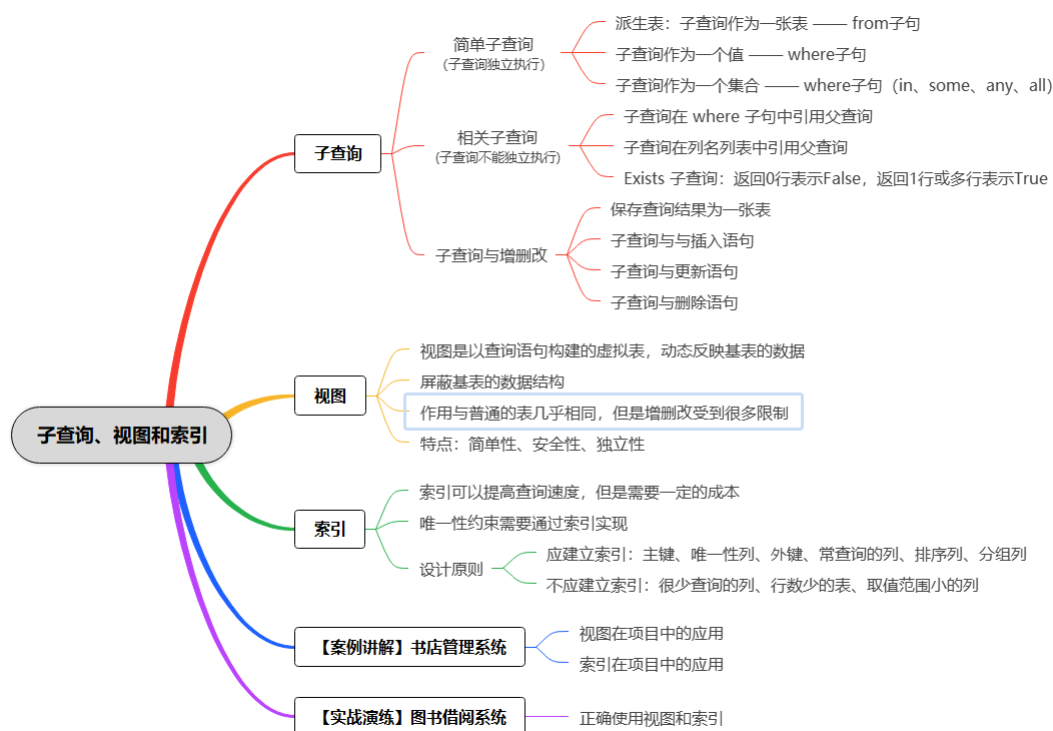 子查询、视图和索引
子查询
简单子查询
（子查询独立执行）
派生表：子查询作为一张表 —— from子句
子查询作为一个值 —— where子句
子查询作为一个集合 —— where子句（in、some、any、all）
相关子查询
（子查询不能独立执行）
子查询在 where 子句中引用父查询
子查询在列名列表中引用父查询
Exists 子查询：返回0行表示False，返回1行或多行表示True
子查询与增删改
保存查询结果为一张表
子查询与与插入语句
子查询与更新语句
子查询与删除语句
视图
视图是以查询语句构建的虚拟表，动态反映基表的数据
屏蔽基表的数据结构
作用与普通的表几乎相同，但是增删改受到很多限制
特点：简单性、安全性、独立性
索引
索引可以提高查询速度，但是需要一定的成本
唯一性约束需要通过索引实现
设计原则
应建立索引：主键、唯一性列、外键、常查询的列、排序列、分组列
不应建立索引：很少查询的列、行数少的表、取值范围小的列
【案例讲解】书店管理系统
视图在项目中的应用
索引在项目中的应用
【实战演练】图书借阅系统
正确使用视图和索引